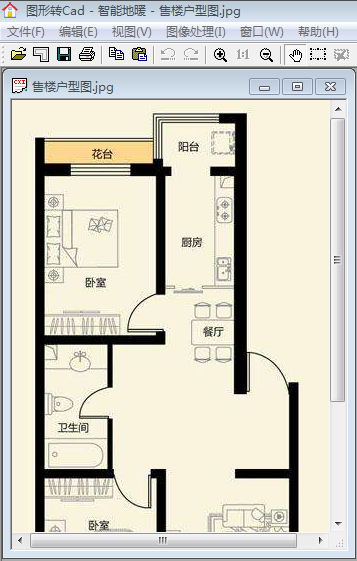 图形转Cad - 智能地暖 - 售楼户型图.jpg
文件(F) 编辑(E) 视图(V) 图像处理(I) 窗口(W) 帮助(H)
1:1
CXI 售楼户型图.jpg
花台
阳台
厨房
卧室
餐厅
卫生间
卧室